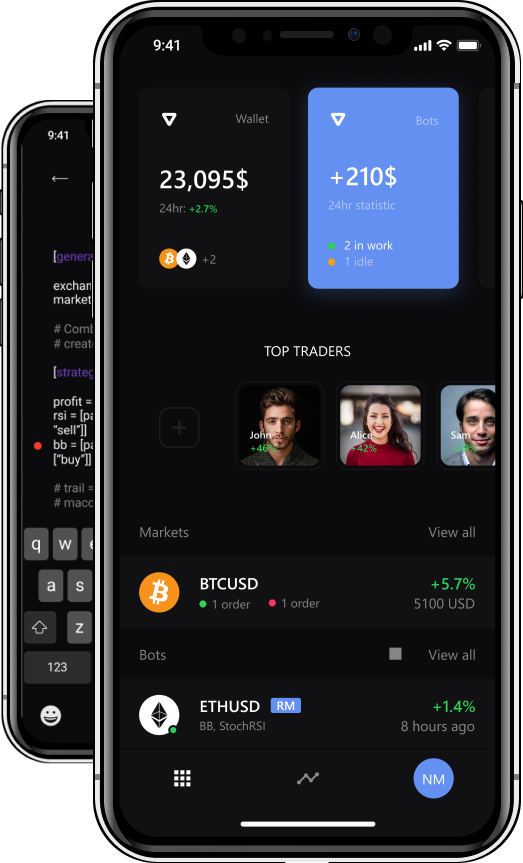 9:41
Wallet
23,095$
24hr: +2.7%
+2
Bots
+210$
24hr statistic
2 in work
1 idle
TOP TRADERS
John
+46%
Alice
+42%
Sam
Markets
View all
BTCUSD
1 order
1 order
+5.7%
5100 USD
Bots
View all
ETHUSD
RM
BB, StochRSI
+1.4%
8 hours ago
NM
9:41
[genera
exchan
market
# Comb
# create
[strateg
profit =
rsi = [pa
"sell"]]
bb = [pa
["buy"]]
# trail =
# macc
q w e
a s
z
123